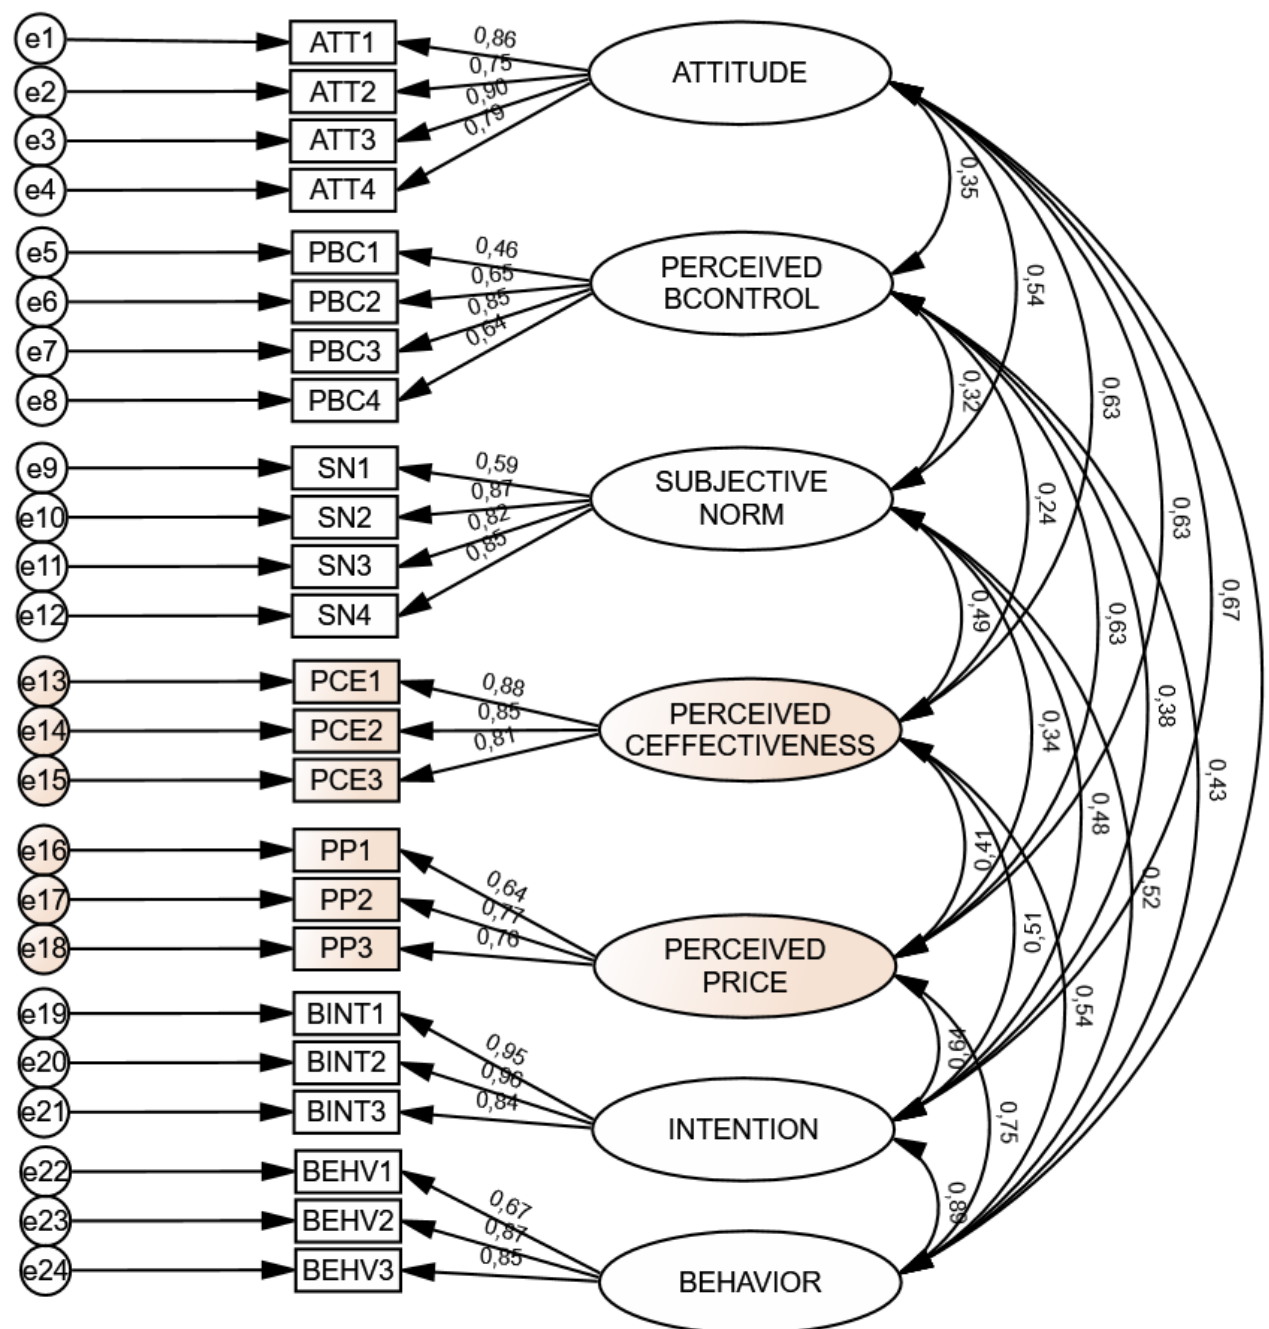 e1
ATT1
0,86
ATTITUDE
e2
ATT2
0,75
e3
ATT3
0,90
e4
ATT4
0,79
0,35
e5
PBC1
0,46
PERCEIVED
BCONTROL
e6
PBC2
0,65
e7
PBC3
0,85
e8
PBC4
0,64
0,54
0,32
0,63
e9
SN1
0,59
SUBJECTIVE
NORM
e10
SN2
0,87
e11
SN3
0,82
e12
SN4
0,85
0,24
0,63
0,49
0,63
0,67
e13
PCE1
0,88
PERCEIVED
CEFFECTIVENESS
e14
PCE2
0,85
e15
PCE3
0,81
0,34
0,38
0,43
0,48
0,41
0,52
e16
PP1
0,64
e17
PP2
0,77
e18
PP3
0,76
PERCEIVED
PRICE
0,51
0,54
e19
BINT1
0,95
e20
BINT2
0,96
e21
BINT3
0,84
INTENTION
0,64
0,75
e22
BEHV1
0,67
e23
BEHV2
0,87
e24
BEHV3
0,85
BEHAVIOR
0,89